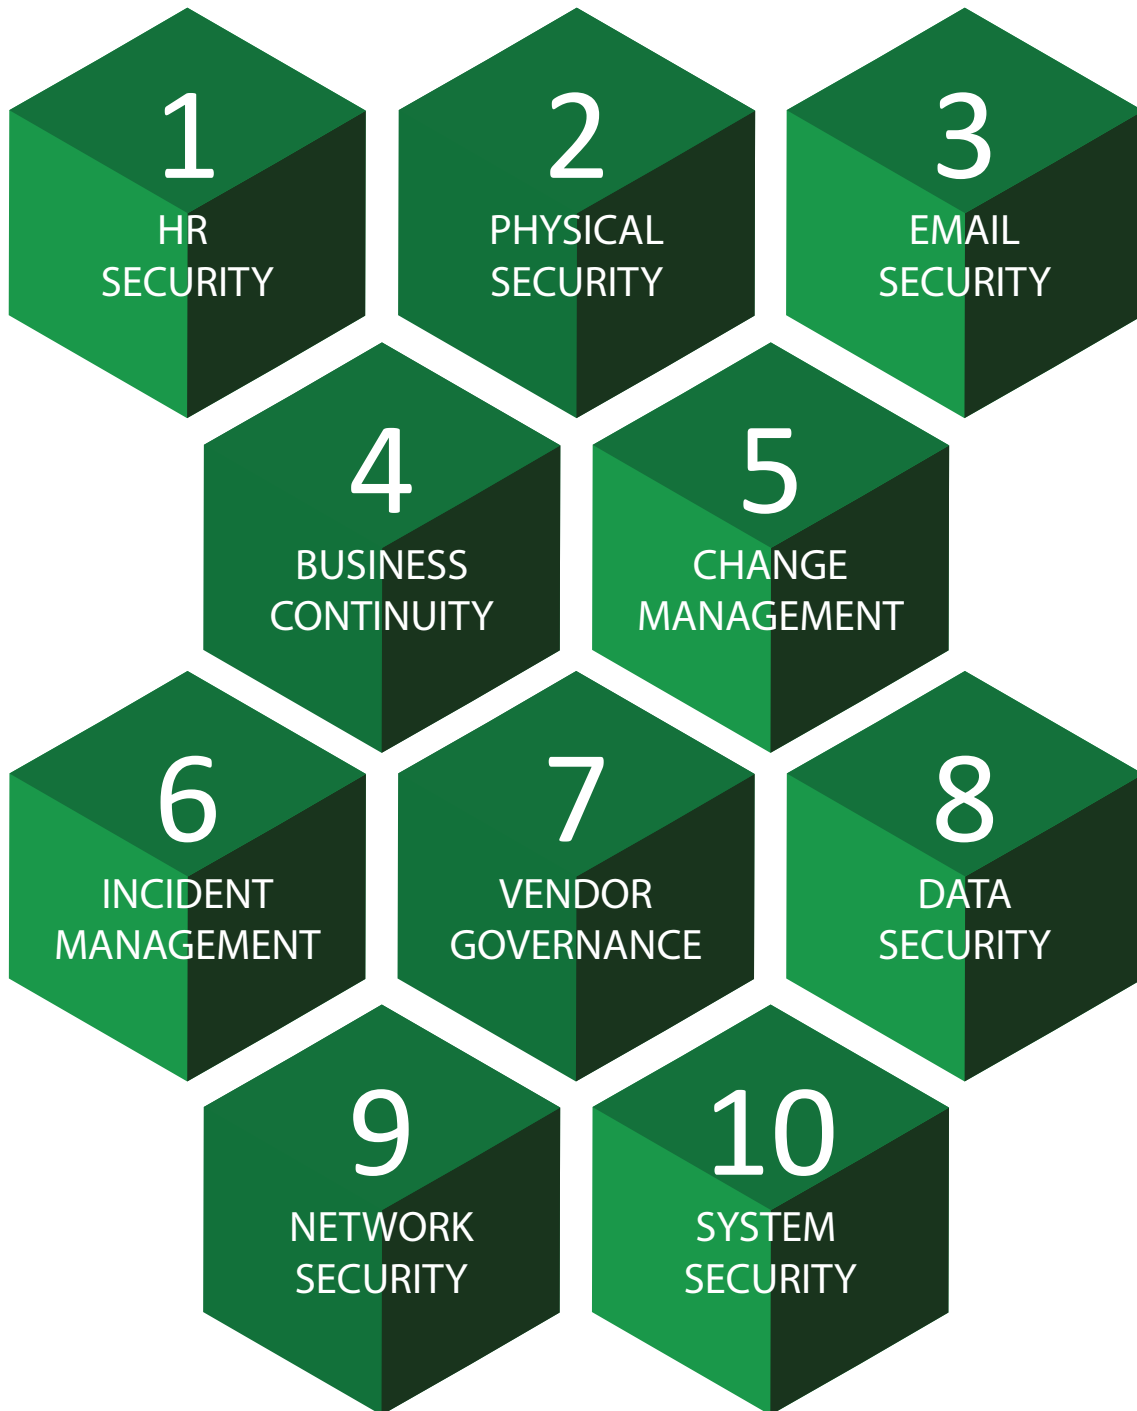 1
HR
SECURITY
2
PHYSICAL
SECURITY
3
EMAIL
SECURITY
4
BUSINESS
CONTINUITY
5
CHANGE
MANAGEMENT
6
INCIDENT
MANAGEMENT
7
VENDOR
GOVERNANCE
8
DATA
SECURITY
9
NETWORK
SECURITY
10
SYSTEM
SECURITY